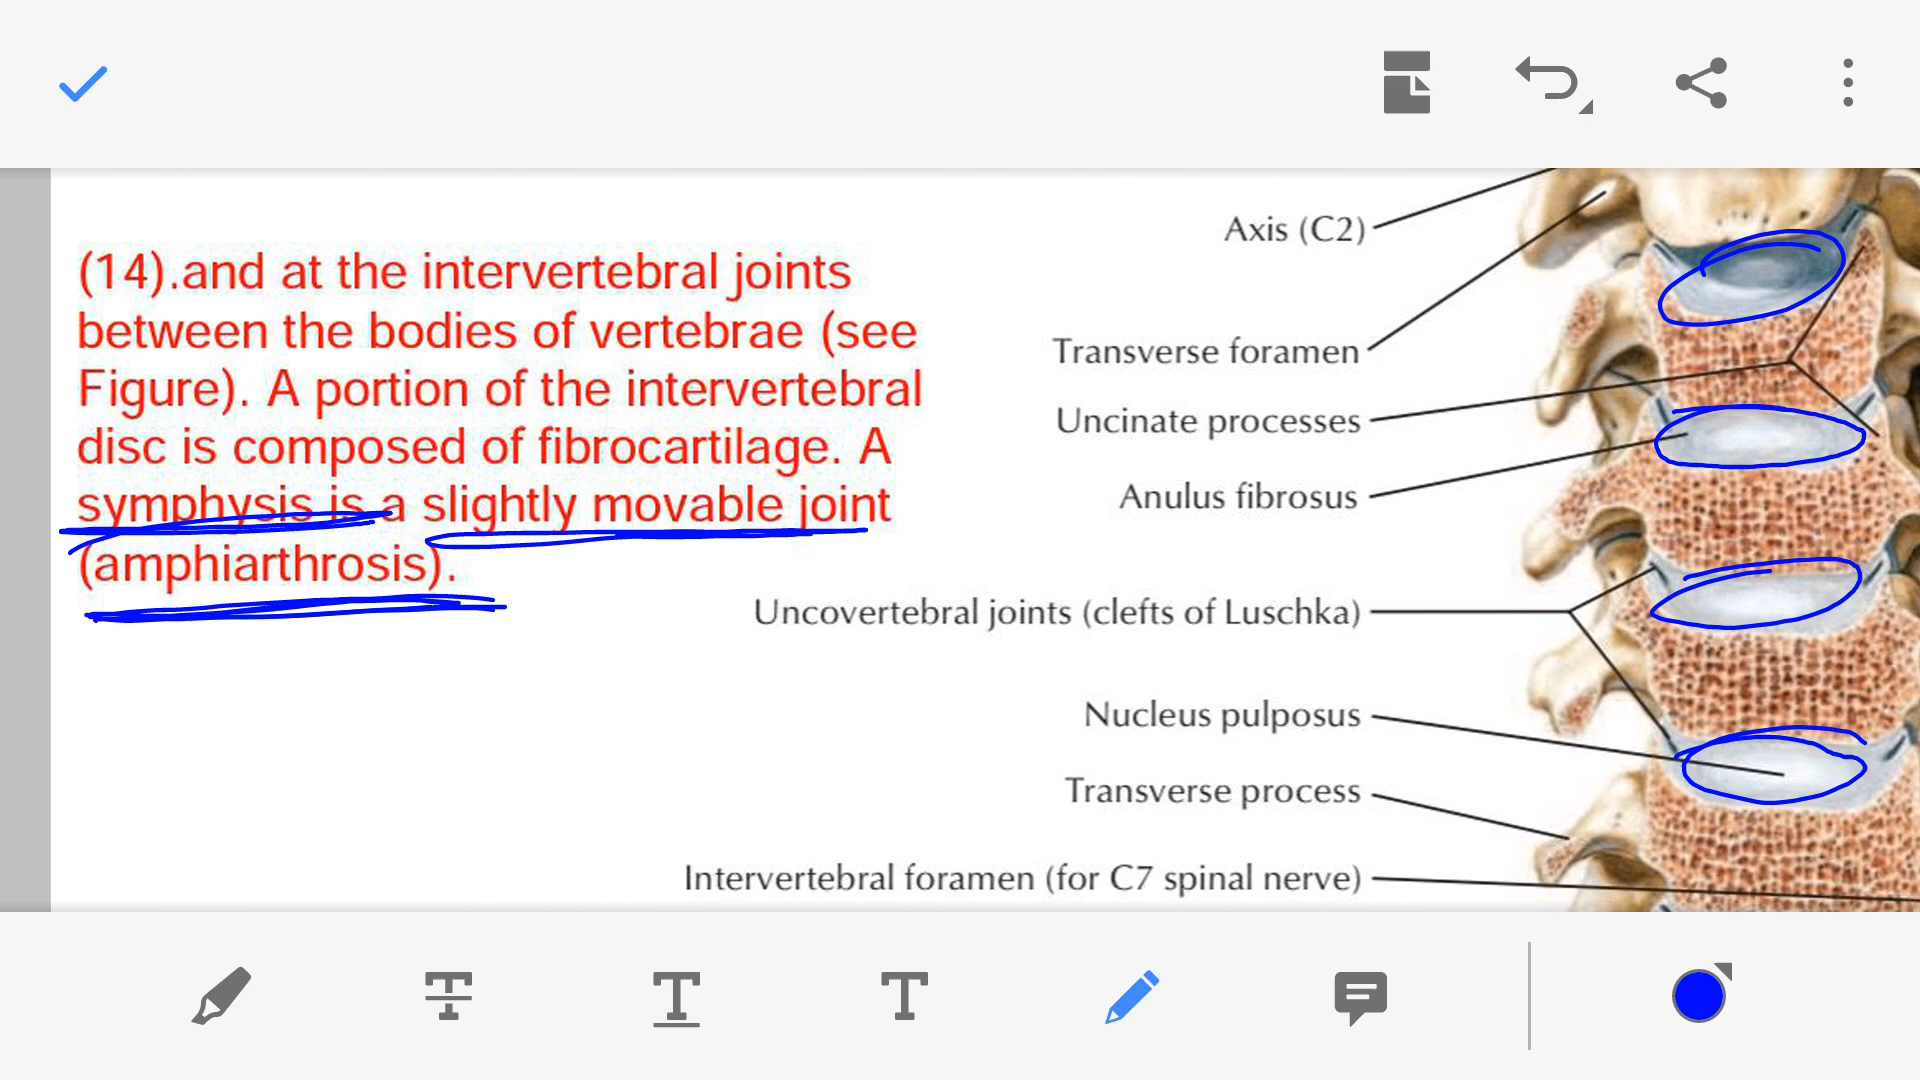 (14).and at the intervertebral joints
between the bodies of vertebrae (see
Figure). A portion of the intervertebral
disc is composed of fibrocartilage. A
symphysis is a slightly movable joint
(amphiarthrosis).
Axis (C2)
Transverse foramen
Uncinate processes
Anulus fibrosus
Uncovertebral joints (clefts of Luschka)
Nucleus pulposus
Transverse process
Intervertebral foramen (for C7 spinal nerve)